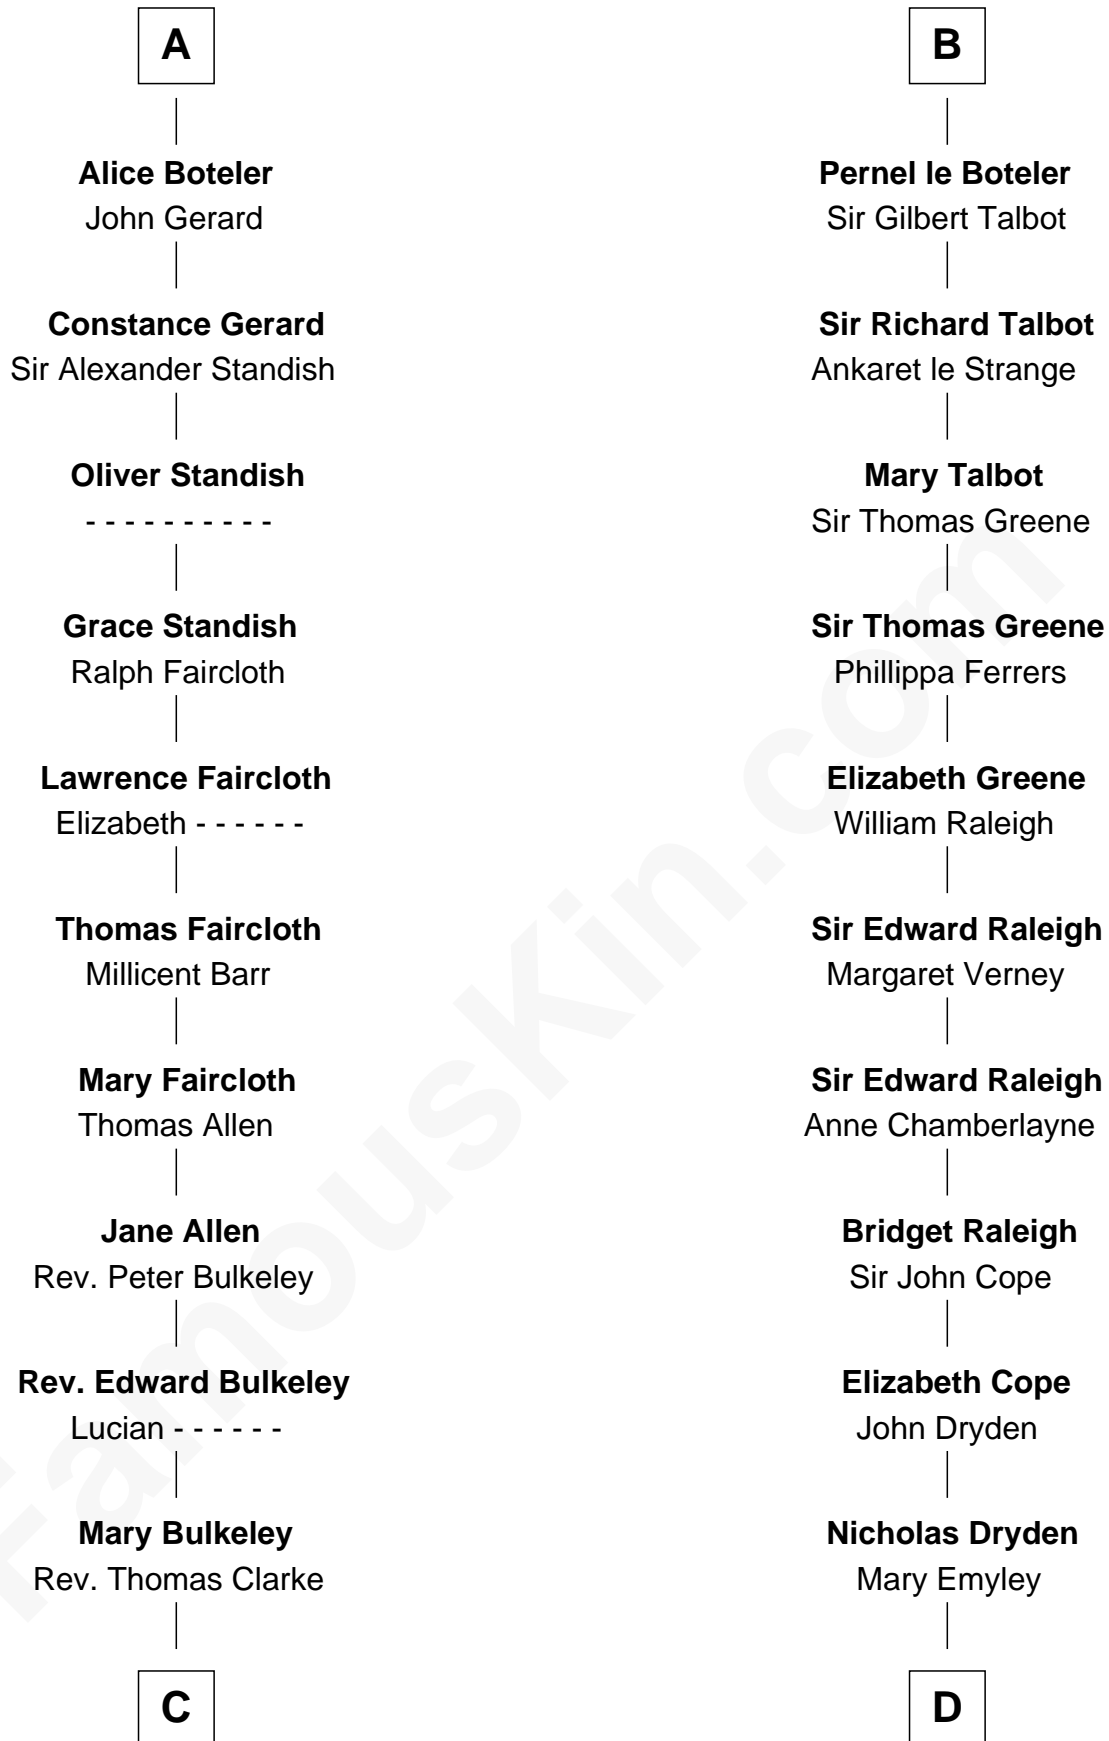 A
Alice Boteler
John Gerard
Constance Gerard
Sir Alexander Standish
Oliver Standish
- - - - - - - - - -
Grace Standish
Ralph Faircloth
Lawrence Faircloth
Elizabeth - - - - - -
Thomas Faircloth
Millicent Barr
Mary Faircloth
Thomas Allen
Jane Allen
Rev. Peter Bulkeley
Rev. Edward Bulkeley
Lucian - - - - - -
Mary Bulkeley
Rev. Thomas Clarke
C
B
Pernel le Boteler
Sir Gilbert Talbot
Sir Richard Talbot
Ankaret le Strange
Mary Talbot
Sir Thomas Greene
Sir Thomas Greene
Phillippa Ferrers
Elizabeth Greene
William Raleigh
Sir Edward Raleigh
Margaret Verney
Sir Edward Raleigh
Anne Chamberlayne
Bridget Raleigh
Sir John Cope
Elizabeth Cope
John Dryden
Nicholas Dryden
Mary Emyley
D
FamousKin.com